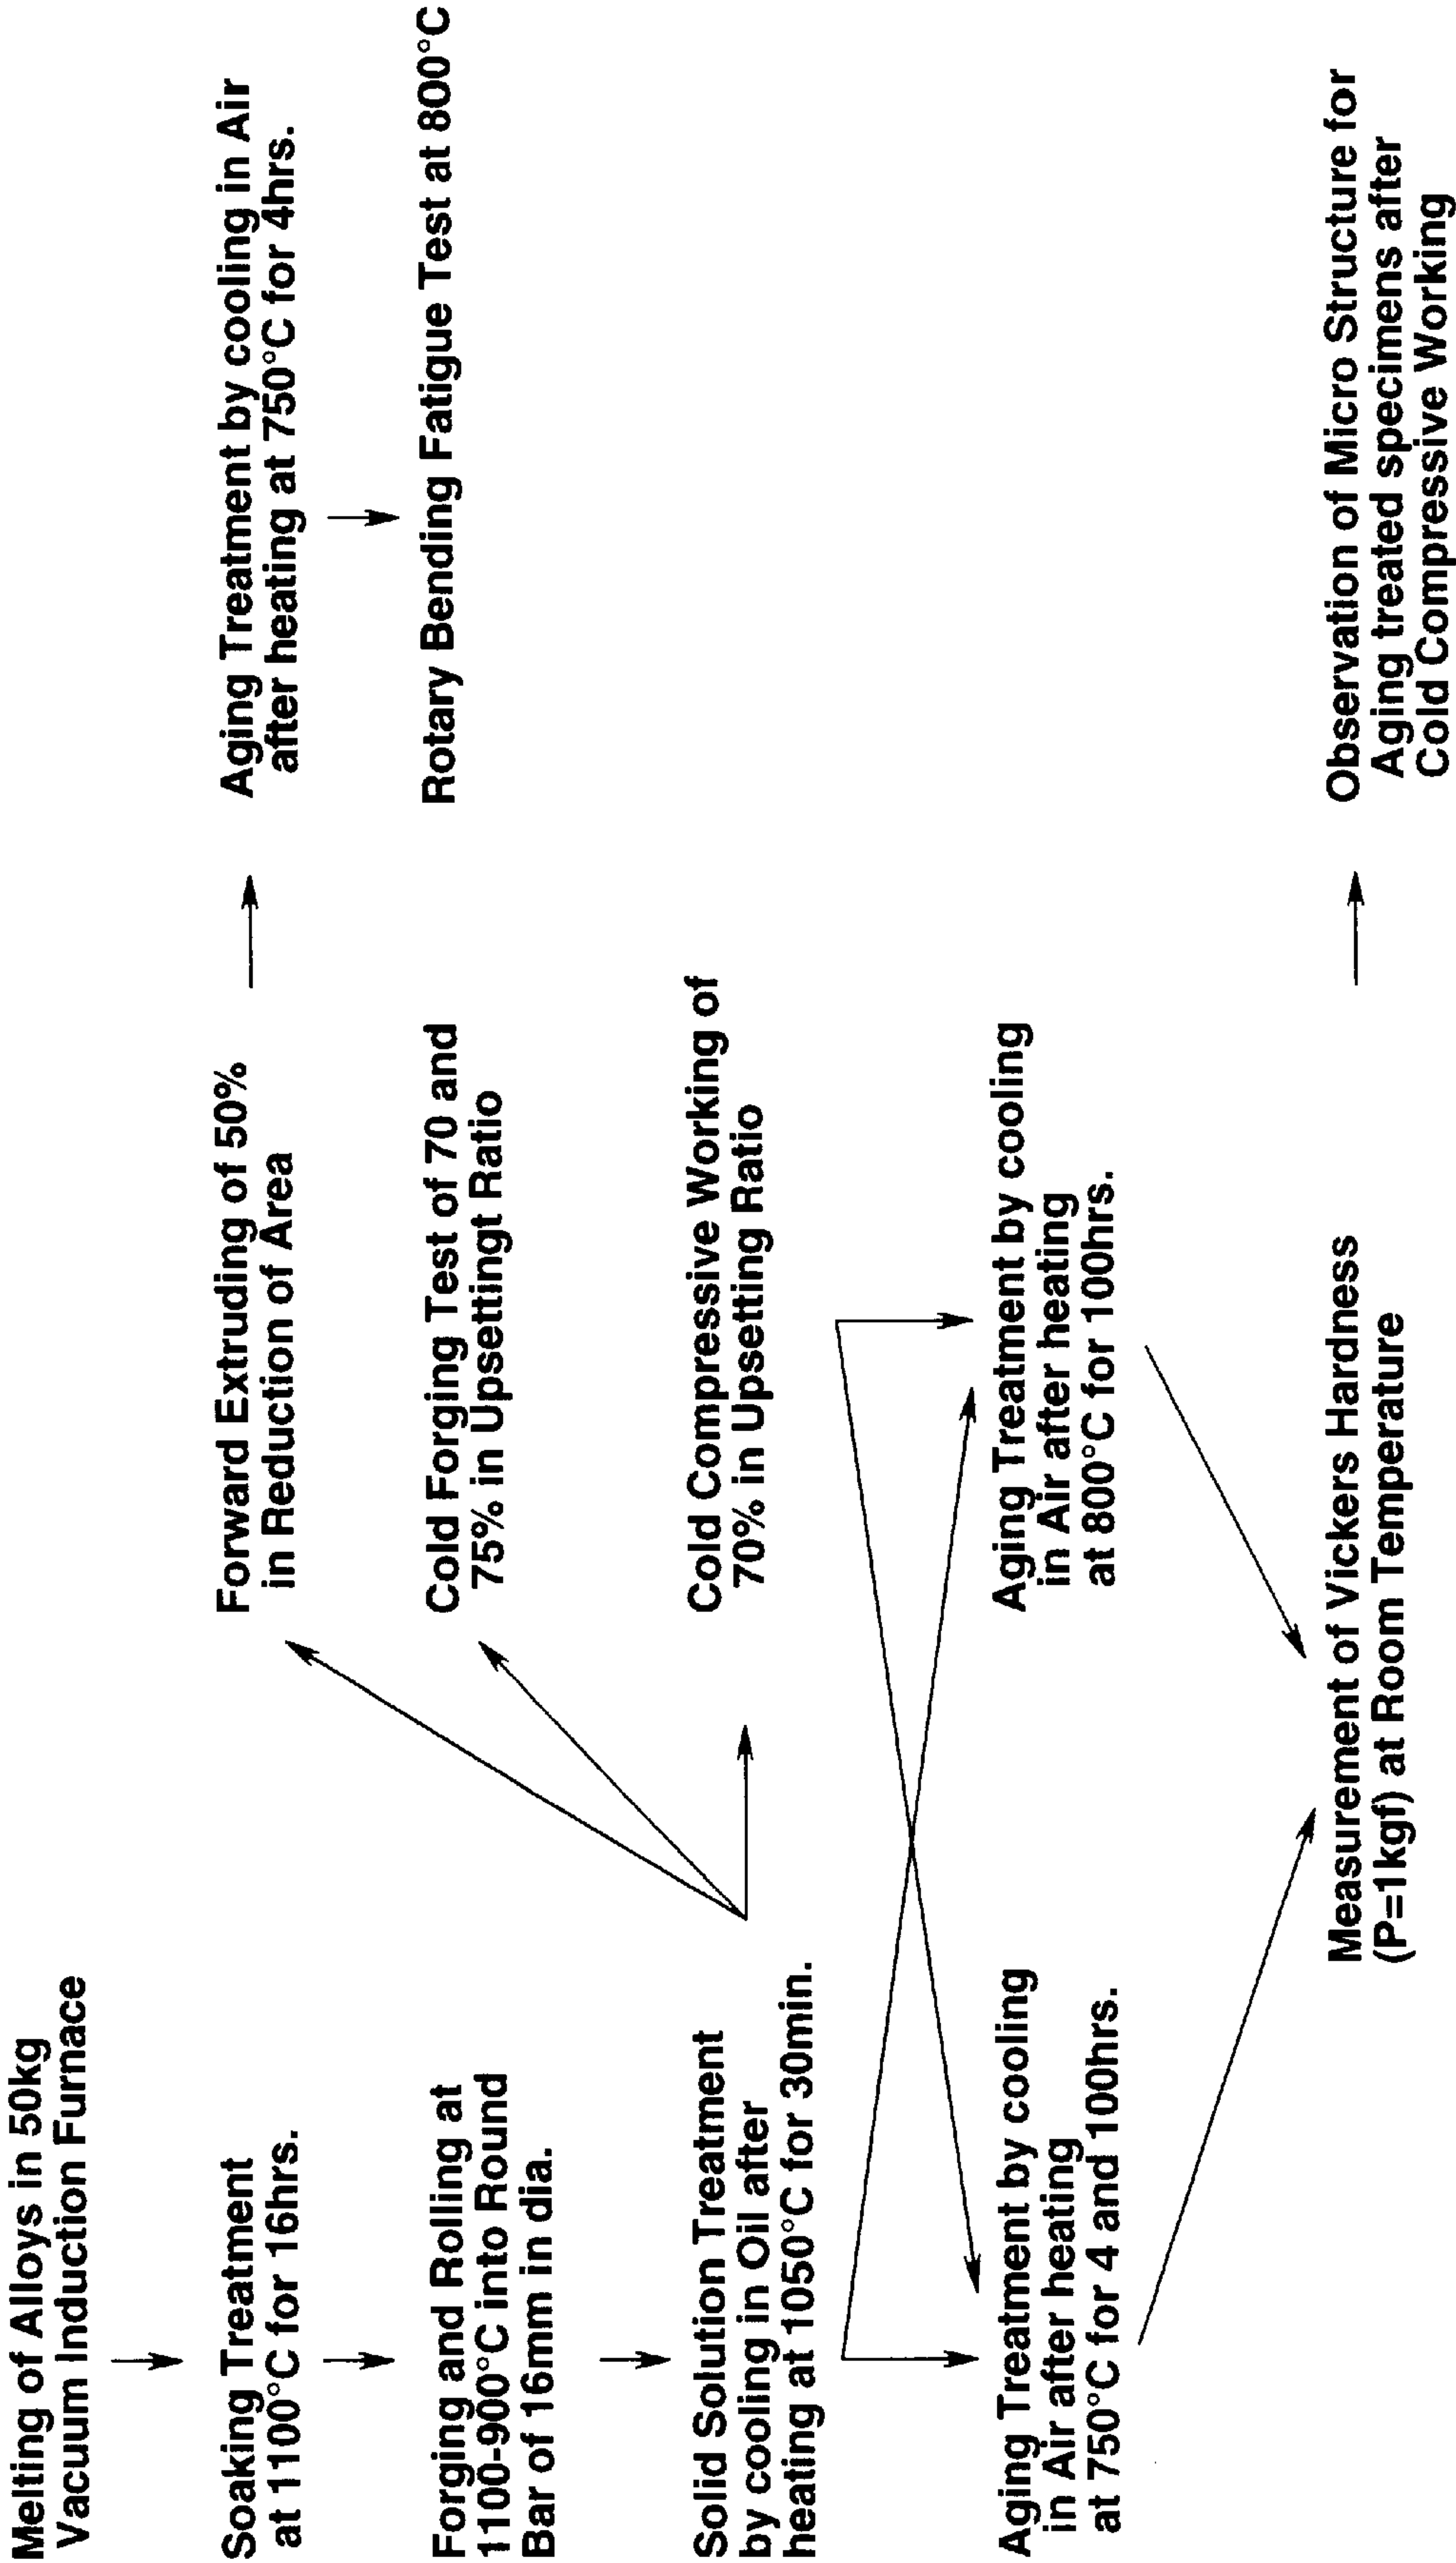 Melting of Alloys in 50kg
Vacuum Induction Furnace
Soaking Treatment
at 1100°C for 16hrs.
Forging and Rolling at
1100-900°C into Round
Bar of 16mm in dia.
Solid Solution Treatment
by cooling in Oil after
heating at 1050°C for 30min.
Forward Extruding of 50%
in Reduction of Area
Aging Treatment by cooling in Air
after heating at 750°C for 4hrs.
Rotary Bending Fatigue Test at 800°C
Cold Forging Test of 70 and
75% in Upsettingt Ratio
Cold Compressive Working of
70% in Upsetting Ratio
Aging Treatment by cooling
in Air after heating
at 750°C for 4 and 100hrs.
Aging Treatment by cooling
in Air after heating
at 800°C for 100hrs.
Measurement of Vickers Hardness
(P=1kgf) at Room Temperature
Observation of Micro Structure for
Aging treated specimens after
Cold Compressive Working